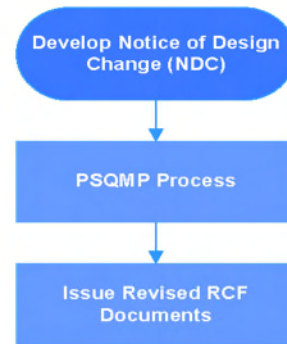 Develop Notice of Design
Change (NDC)
PSQMP Process
Issue Revised RCF
Documents